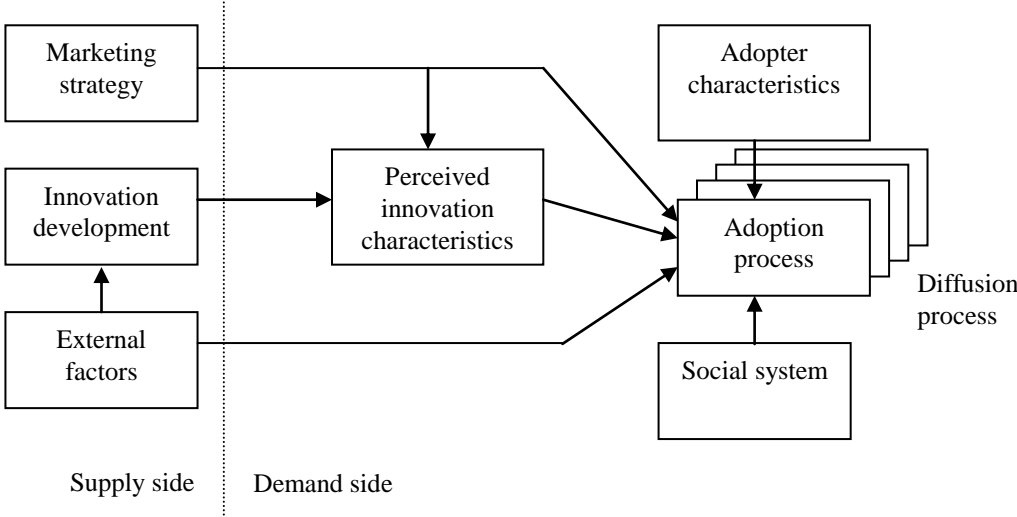 Marketing
strategy
Adopter
characteristics
Innovation
development
Perceived
innovation
characteristics
Adoption
process
Diffusion
process
External
factors
Social system
Supply side
Demand side